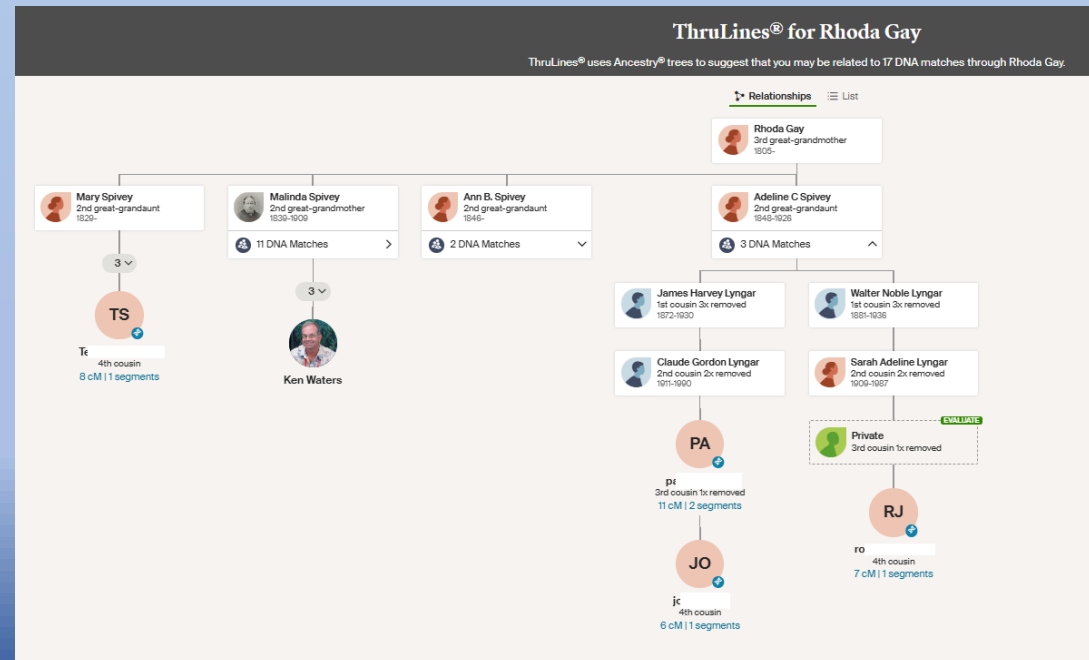 ThruLines® for Rhoda Gay
ThruLines® uses Ancestry® trees to suggest that you may be related to 17 DNA matches through Rhoda Gay.
Relationships
List
Rhoda Gay
3rd great-grandmother
1805-
Mary Spivey
2nd great-grandaunt
1829-
Malinda Spivey
2nd great-grandmother
1839-1909
11 DNA Matches
Ann B. Spivey
2nd great-grandaunt
1846-
2 DNA Matches
Adeline C Spivey
2nd great-grandaunt
1848-1926
3 DNA Matches
3
TS
Te
4th cousin
8 cM | 1 segments
3
Ken Waters
James Harvey Lyngar
1st cousin 3x removed
1872-1930
Walter Noble Lyngar
1st cousin 3x removed
1881-1936
Claude Gordon Lyngar
2nd cousin 2x removed
1911-1990
Sarah Adeline Lyngar
2nd cousin 2x removed
1909-1987
EVALUATE
Private
3rd cousin 1x removed
PA
pa
3rd cousin 1x removed
11 cM | 2 segments
RJ
ro
4th cousin
7 cM | 1 segments
JO
jo
4th cousin
6 cM | 1 segments